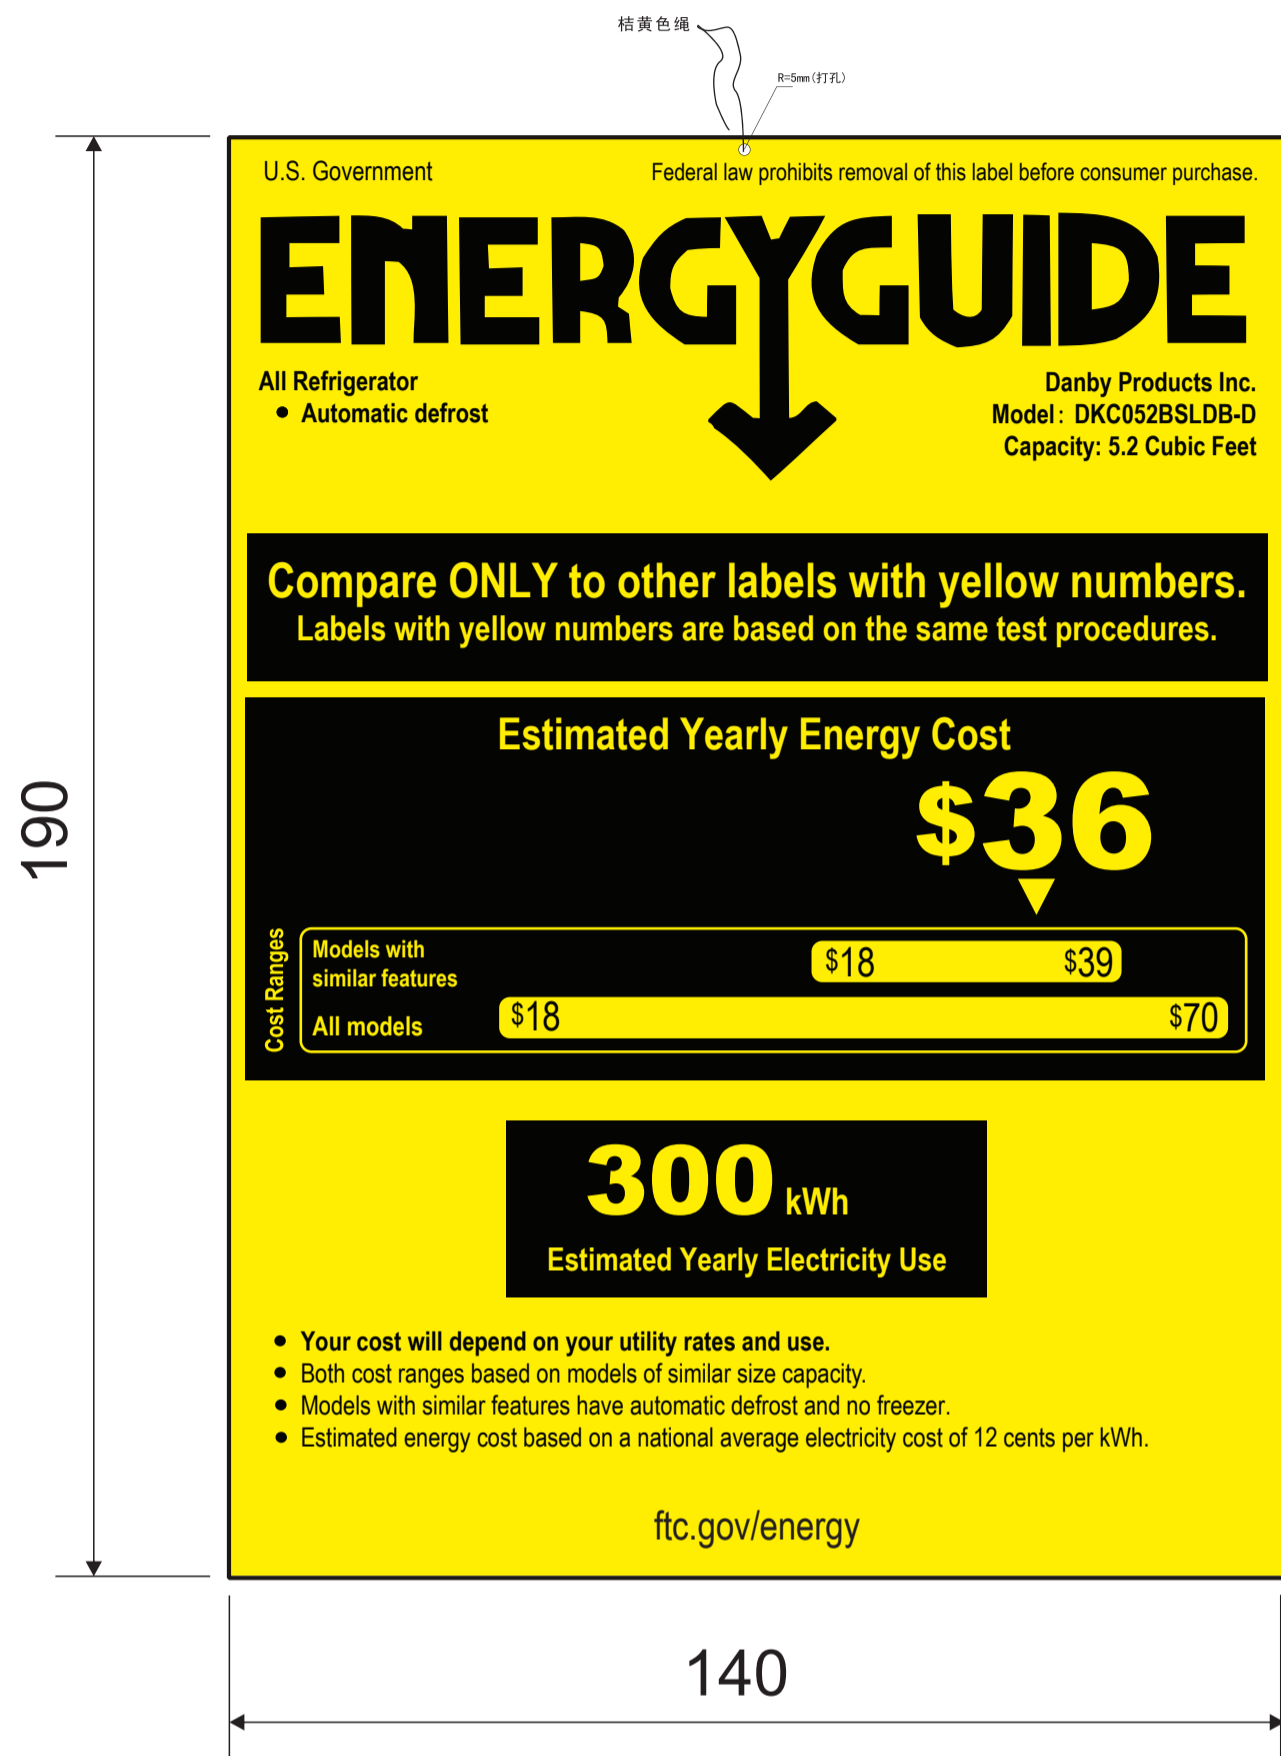 桔黄色绳
R=5mm(打孔)
U.S. Government
Federal law prohibits removal of this label before consumer purchase.
ENERGYGUIDE
All Refrigerator
• Automatic defrost
Danby Products Inc.
Model: DKC052BSLDB-D
Capacity: 5.2 Cubic Feet
Compare ONLY to other labels with yellow numbers.
Labels with yellow numbers are based on the same test procedures.
Estimated Yearly Energy Cost
$36
Cost Ranges
Models with
similar features
$18 $39
All models
$18 $70
190
300 kWh
Estimated Yearly Electricity Use
• Your cost will depend on your utility rates and use.
• Both cost ranges based on models of similar size capacity.
• Models with similar features have automatic defrost and no freezer.
• Estimated energy cost based on a national average electricity cost of 12 cents per kWh.
ftc.gov/energy
140